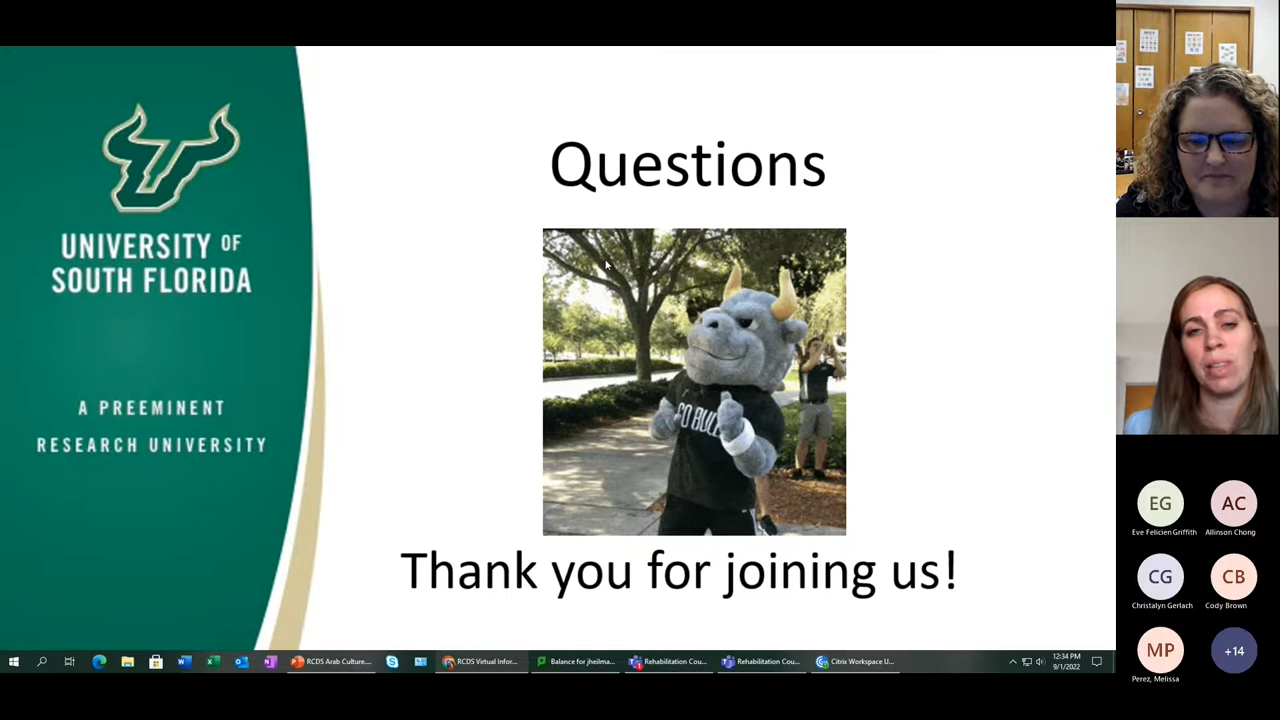 UNIVERSITY OF
SOUTH FLORIDA
A PREEMINENT
RESEARCH UNIVERSITY
Questions
GO BULLS
Thank you for joining us!
EG
AC
Eve Felicien Griffith
Allinson Chong
CG
CB
Christalyn Gerlach
Cody Brown
MP
+14
Perez, Melissa
RCDS Arab Culture....
RCDS Virtual Infor...
Balance for jheilma...
Rehabilitation Cou...
Rehabilitation Cou...
Citrix Workspace U...
12:34 PM
9/1/2022